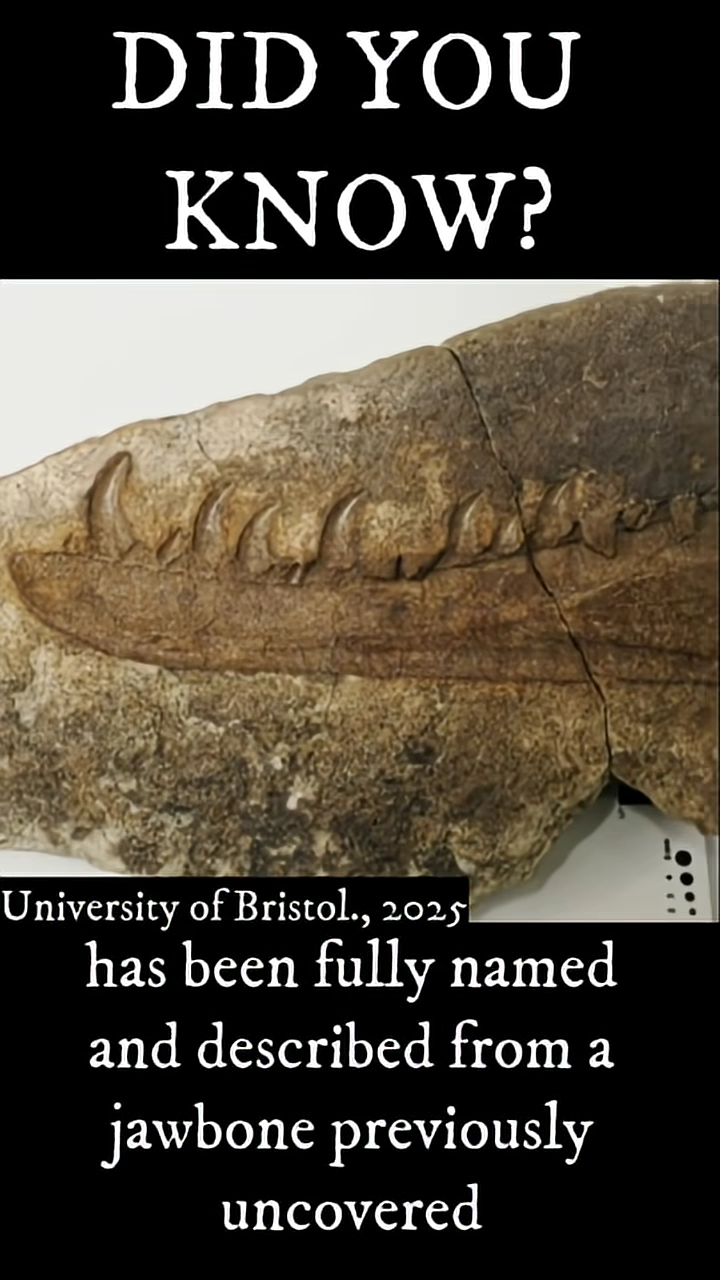 DID YOU
KNOW?
University of Bristol., 2025
has been fully named
and described from a
jawbone previously
uncovered